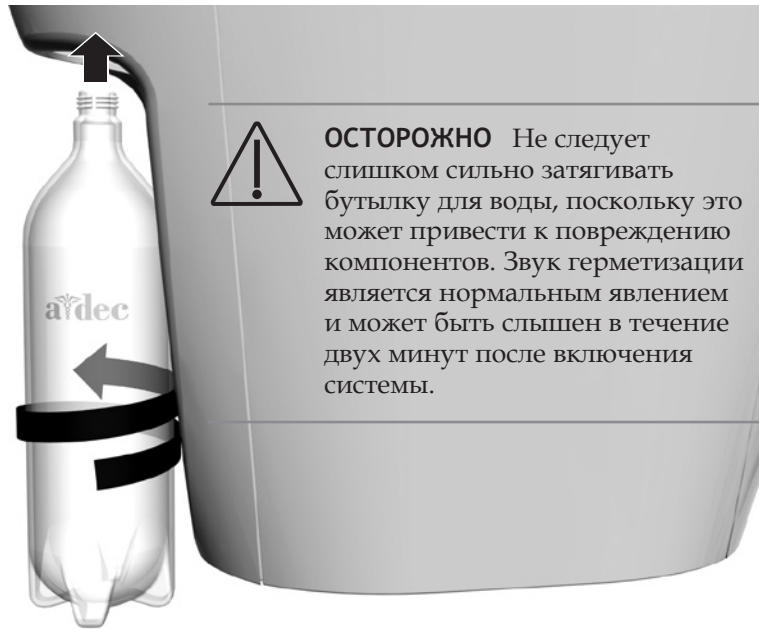 ОСТОРОЖНО Не следует
слишком сильно затягивать
бутылку для воды, поскольку это
может привести к повреждению
компонентов. Звук герметизации
является нормальным явлением
и может быть слышен в течение
двух минут после включения
системы.
a dec